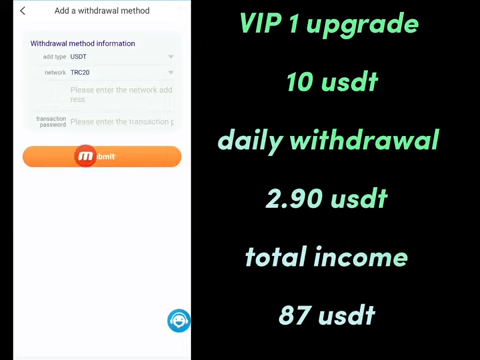 Add a withdrawal method
Withdrawal method information
add type USDT
network TRC20
Please enter the network add
ress
transaction
password Please enter the transaction p
VIP 1 upgrade
10 usdt
daily withdrawal
2.90 usdt
total income
87 usdt